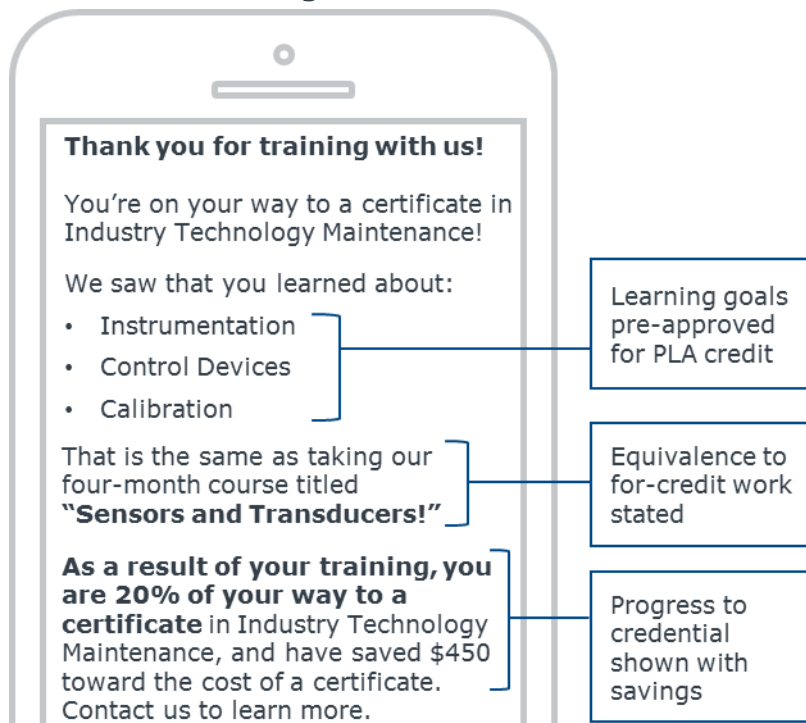 Thank you for training with us!
You’re on your way to a certificate in
Industry Technology Maintenance!
We saw that you learned about:
• Instrumentation
• Control Devices
• Calibration
That is the same as taking our
four-month course titled
“Sensors and Transducers!”
As a result of your training, you
are 20% of your way to a
certificate in Industry Technology
Maintenance, and have saved $450
toward the cost of a certificate.
Contact us to learn more.
Learning goals
pre-approved
for PLA credit
Equivalence to
for-credit work
stated
Progress to
credential
shown with
savings